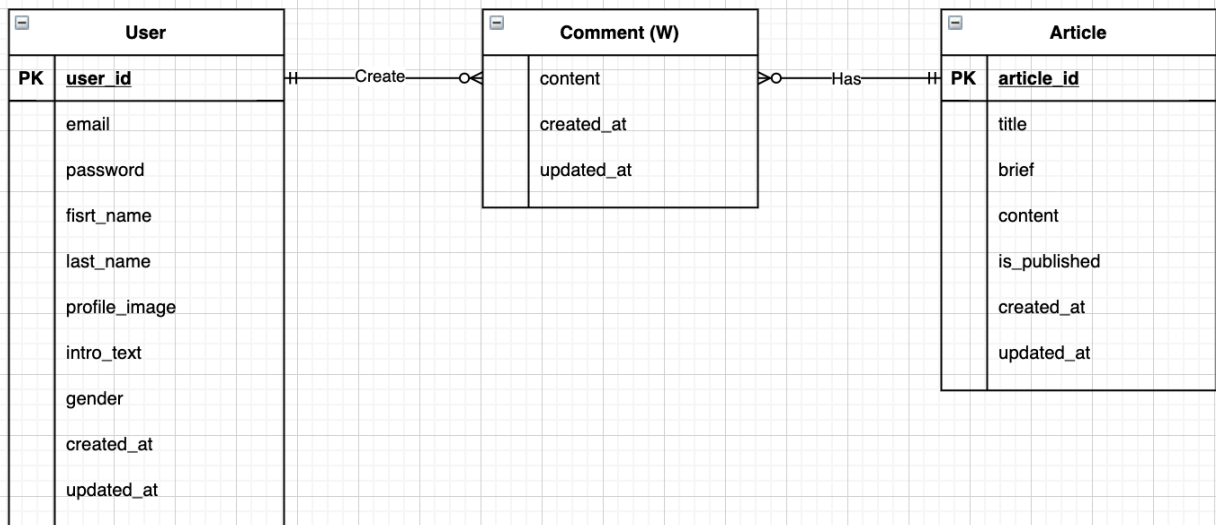 User
PK user_id
email
password
fisrt_name
last_name
profile_image
intro_text
gender
created_at
updated_at
Create
Comment (W)
content
created_at
updated_at
Has
Article
PK article_id
title
brief
content
is_published
created_at
updated_at